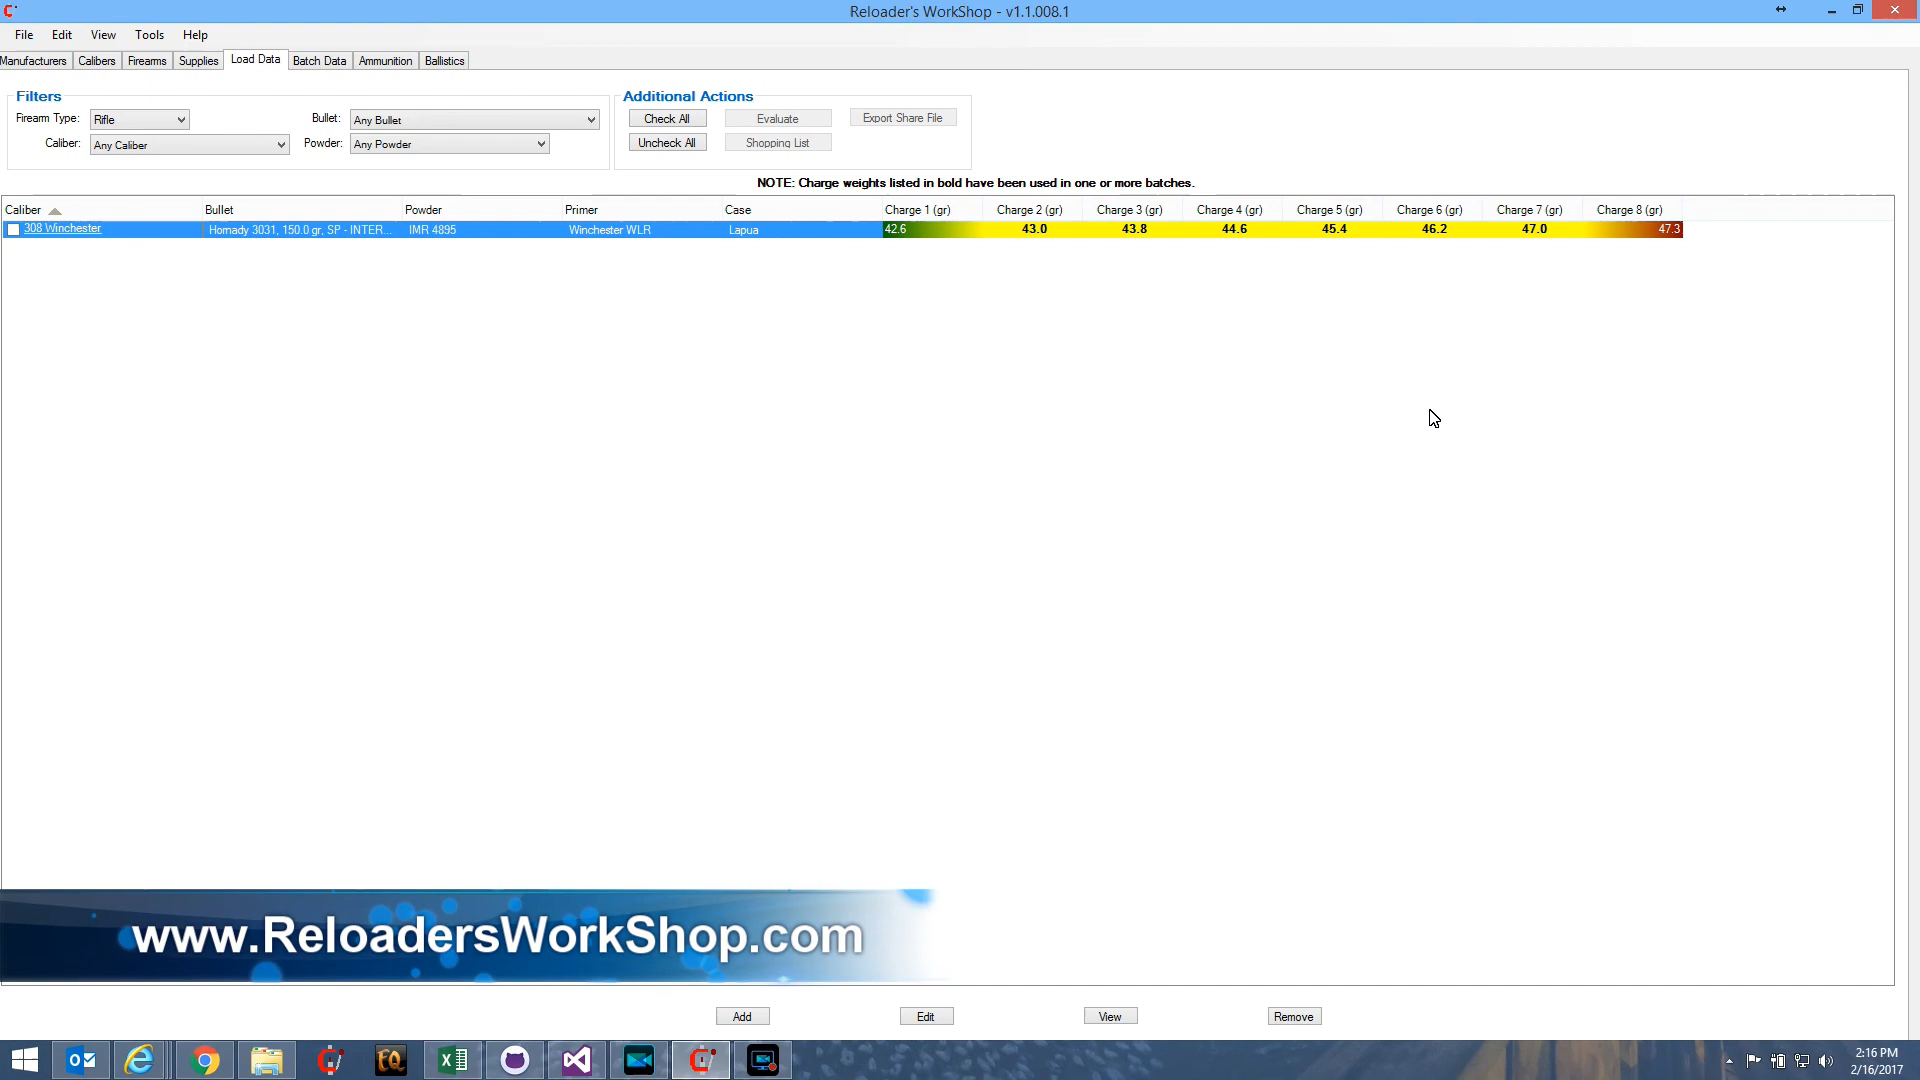 Reloader's WorkShop - v1.1.008.1
File Edit View Tools Help
Manufacturers Calibers Firearms Supplies Load Data Batch Data Ammunition Ballistics
Filters
Firearm Type: Rifle Bullet: Any Bullet
Caliber: Any Caliber Powder: Any Powder
Additional Actions
Check All Evaluate Export Share File
Uncheck All Shopping List
NOTE: Charge weights listed in bold have been used in one or more batches.
Caliber Bullet Powder Primer Case Charge 1 (gr) Charge 2 (gr) Charge 3 (gr) Charge 4 (gr) Charge 5 (gr) Charge 6 (gr) Charge 7 (gr) Charge 8 (gr)
308 Winchester Hornady 3031, 150.0 gr, SP - INTER... IMR 4895 Winchester WLR Lapua 42.6 43.0 43.8 44.6 45.4 46.2 47.0 47.3
www.ReloadersWorkShop.com
Add Edit View Remove
2:16 PM
2/16/2017